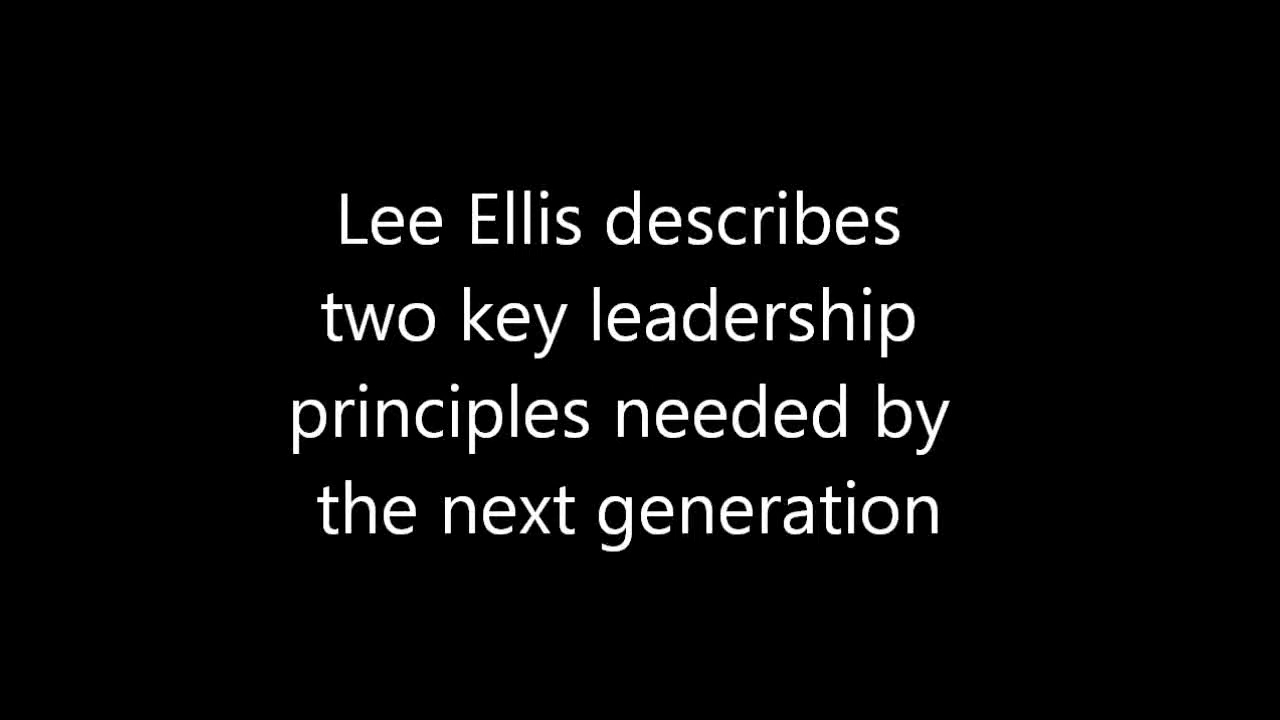 Lee Ellis describes
two key leadership
principles needed by
the next generation